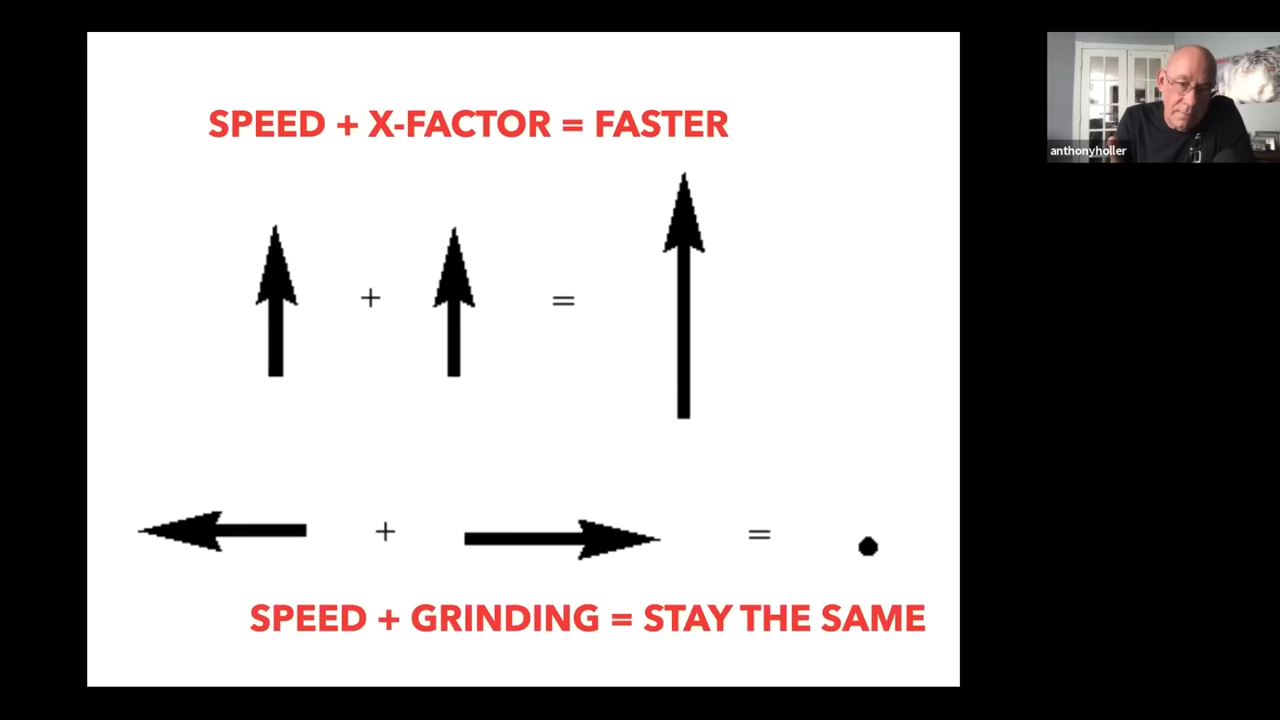 SPEED + X-FACTOR = FASTER
+ =
+ =
SPEED + GRINDING = STAY THE SAME
anthonyholler